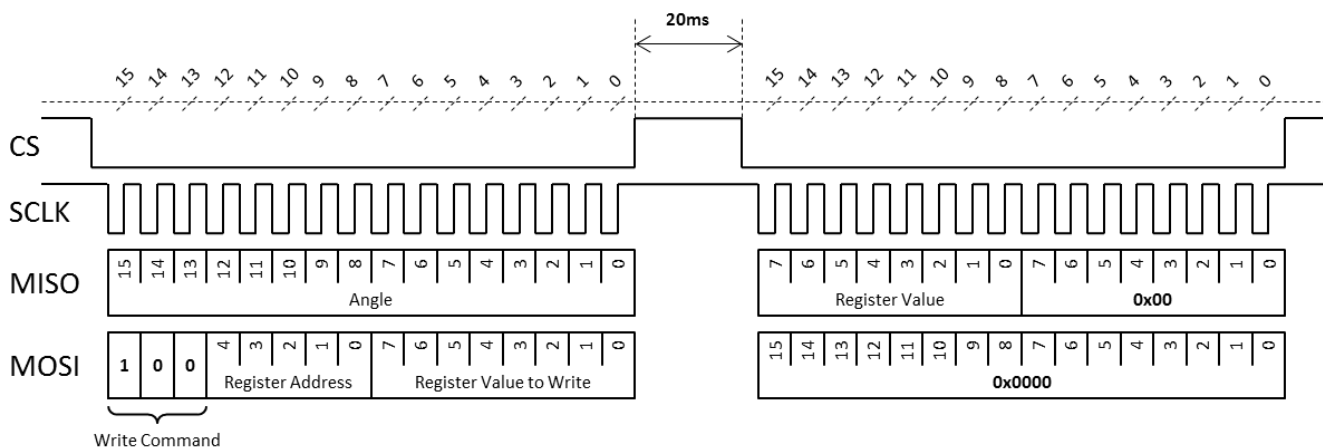 20ms
15 14 13 12 11 10 9 8 7 6 5 4 3 2 1 0 15 14 13 12 11 10 9 8 7 6 5 4 3 2 1 0
CS
SCLK
MISO 15 14 13 12 11 10 9 8 7 6 5 4 3 2 1 0 7 6 5 4 3 2 1 0 7 6 5 4 3 2 1 0
Angle Register Value 0x00
MOSI 1 0 0 4 3 2 1 0 7 6 5 4 3 2 1 0 15 14 13 12 11 10 9 8 7 6 5 4 3 2 1 0
Register Address Register Value to Write 0x0000
Write Command